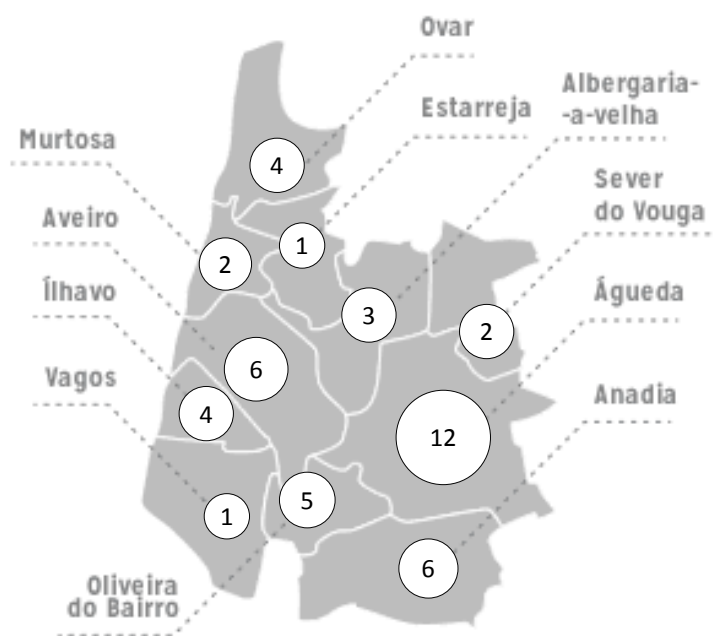 Ovar
Albergaria-
-a-velha
Estarreja
Murtosa
4
Sever
do Vouga
Aveiro
1
2
Ílhavo
Águeda
3
2
Vagos
6
Anadia
4
12
5
1
6
Oliveira
do Bairro